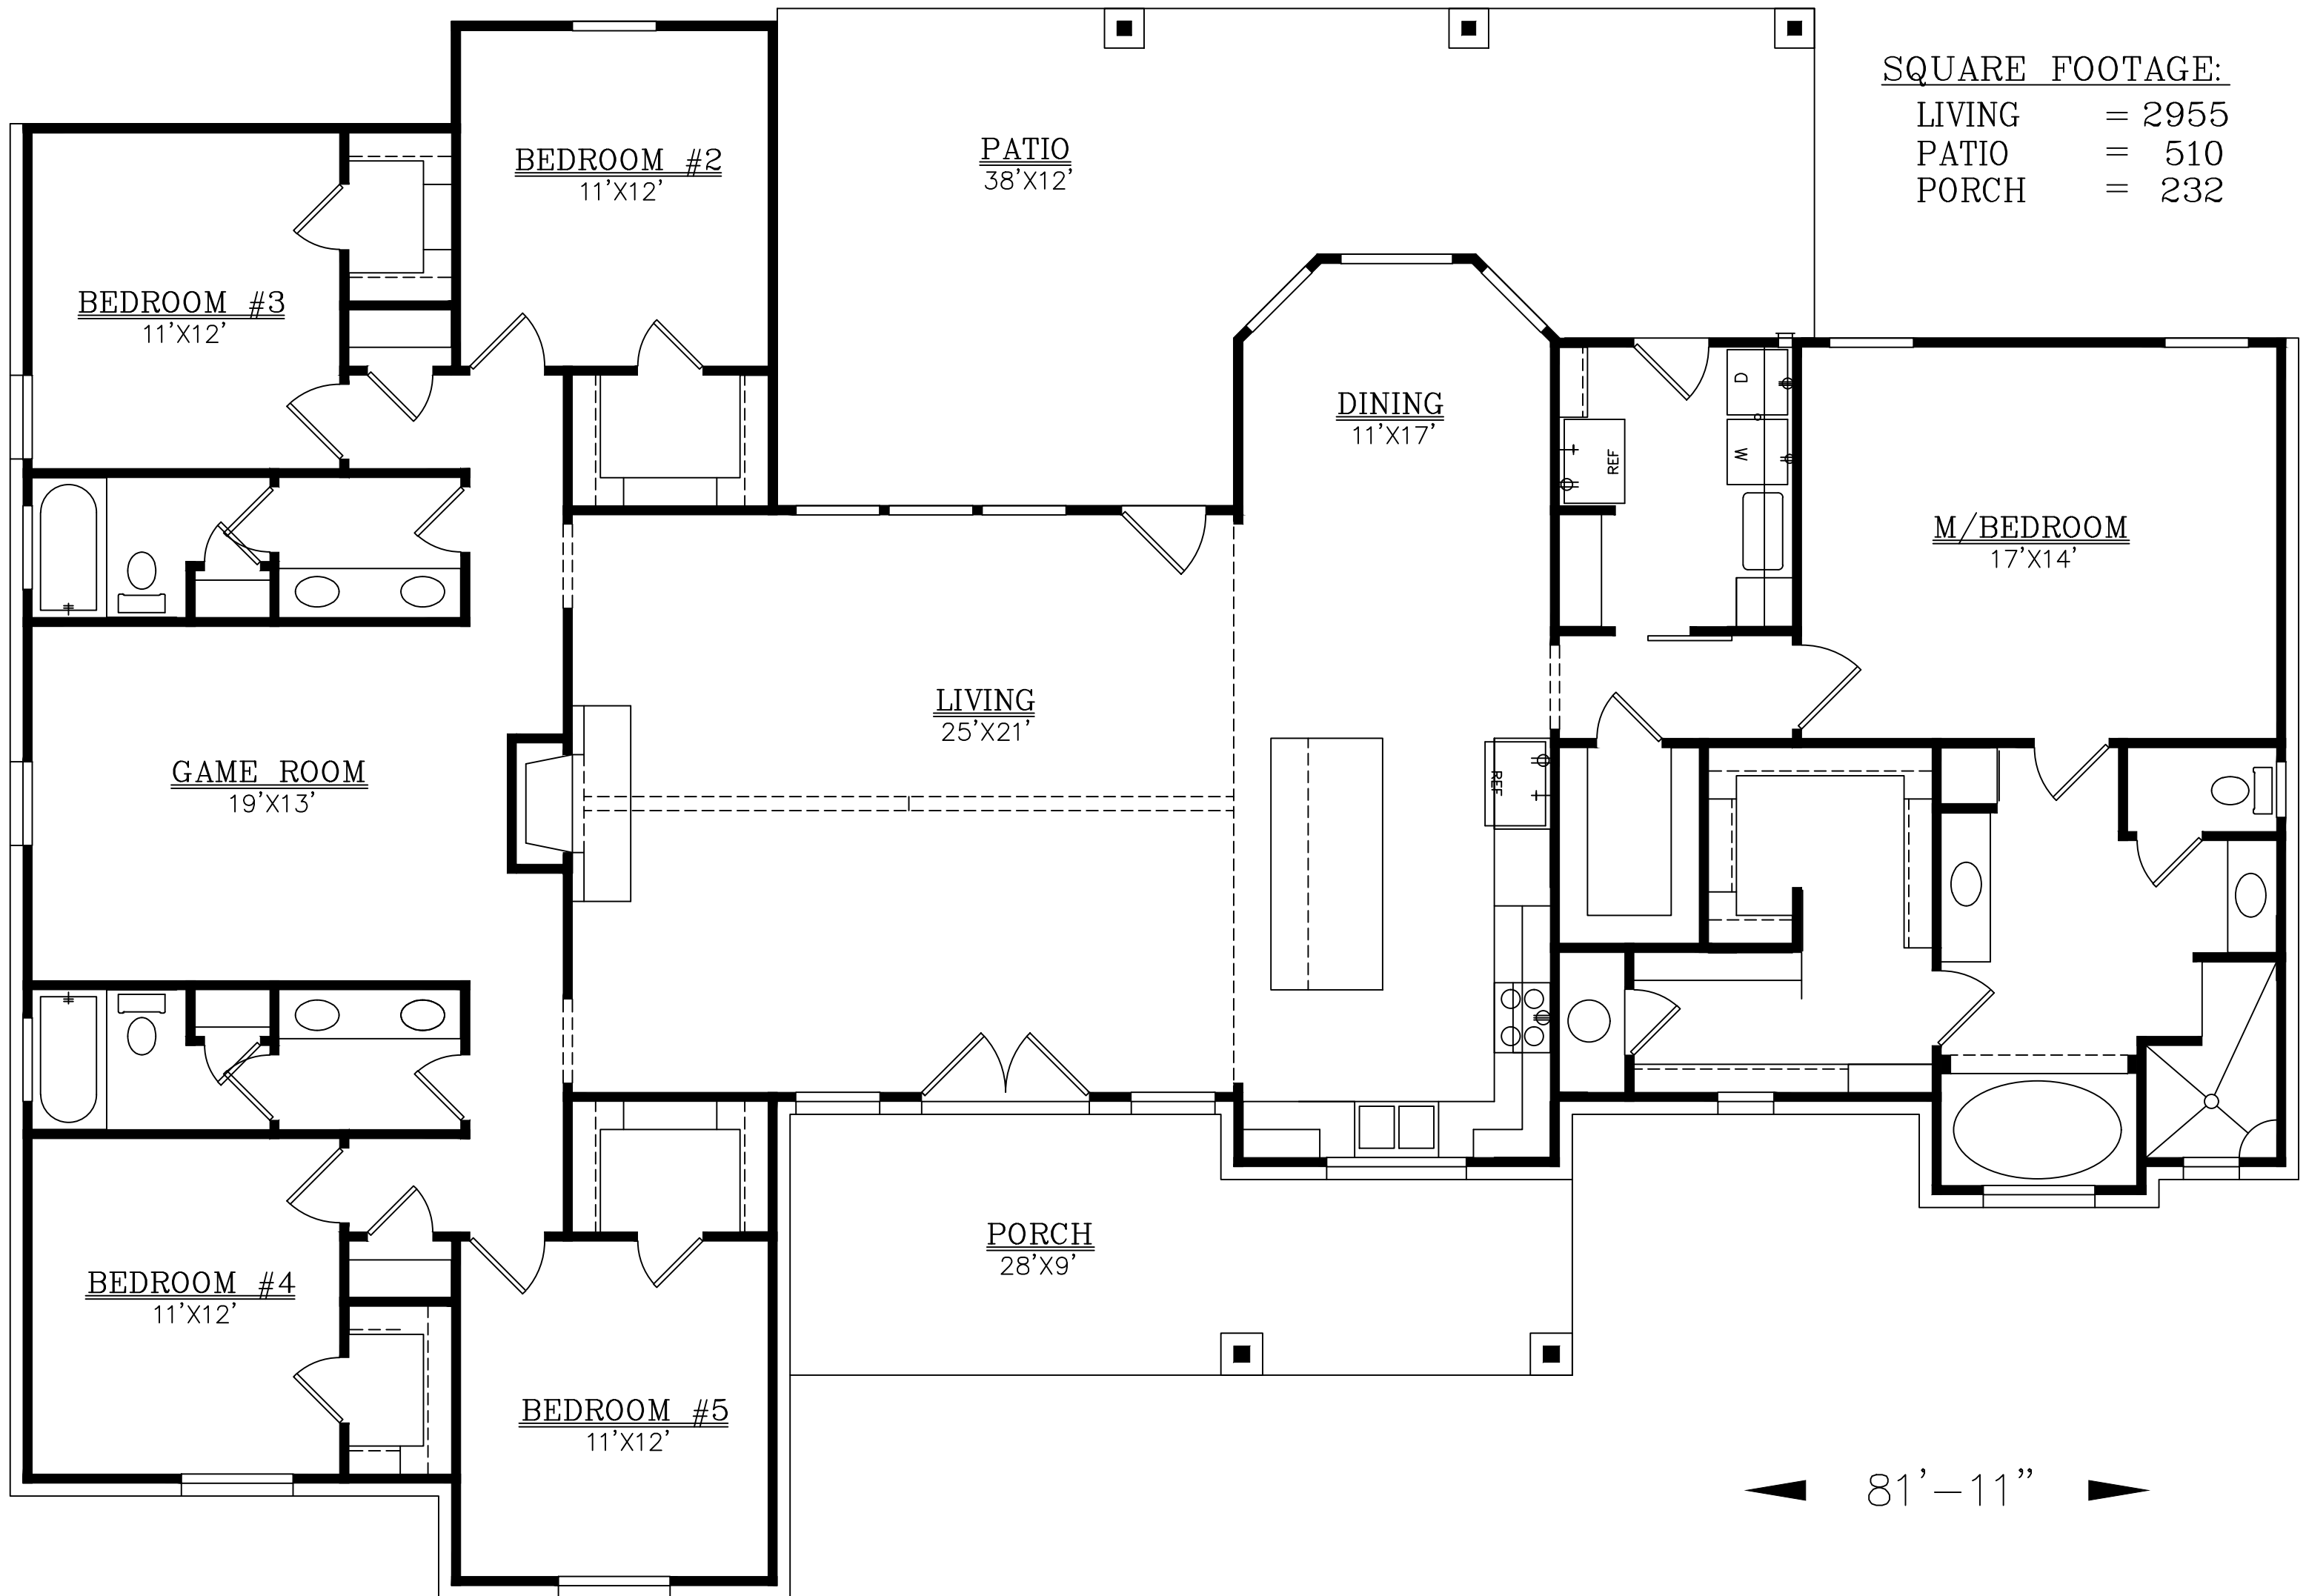 SQUARE FOOTAGE:
LIVING = 2955
PATIO = 510
PORCH = 232
BEDROOM #2
11'X12'
PATIO
38'X12'
BEDROOM #3
11'X12'
DINING
11'X17'
D
W
REF
M/BEDROOM
17'X14'
LIVING
25'X21'
GAME ROOM
19'X13'
REF
PORCH
28'X9'
BEDROOM #4
11'X12'
BEDROOM #5
11'X12'
81'-11"